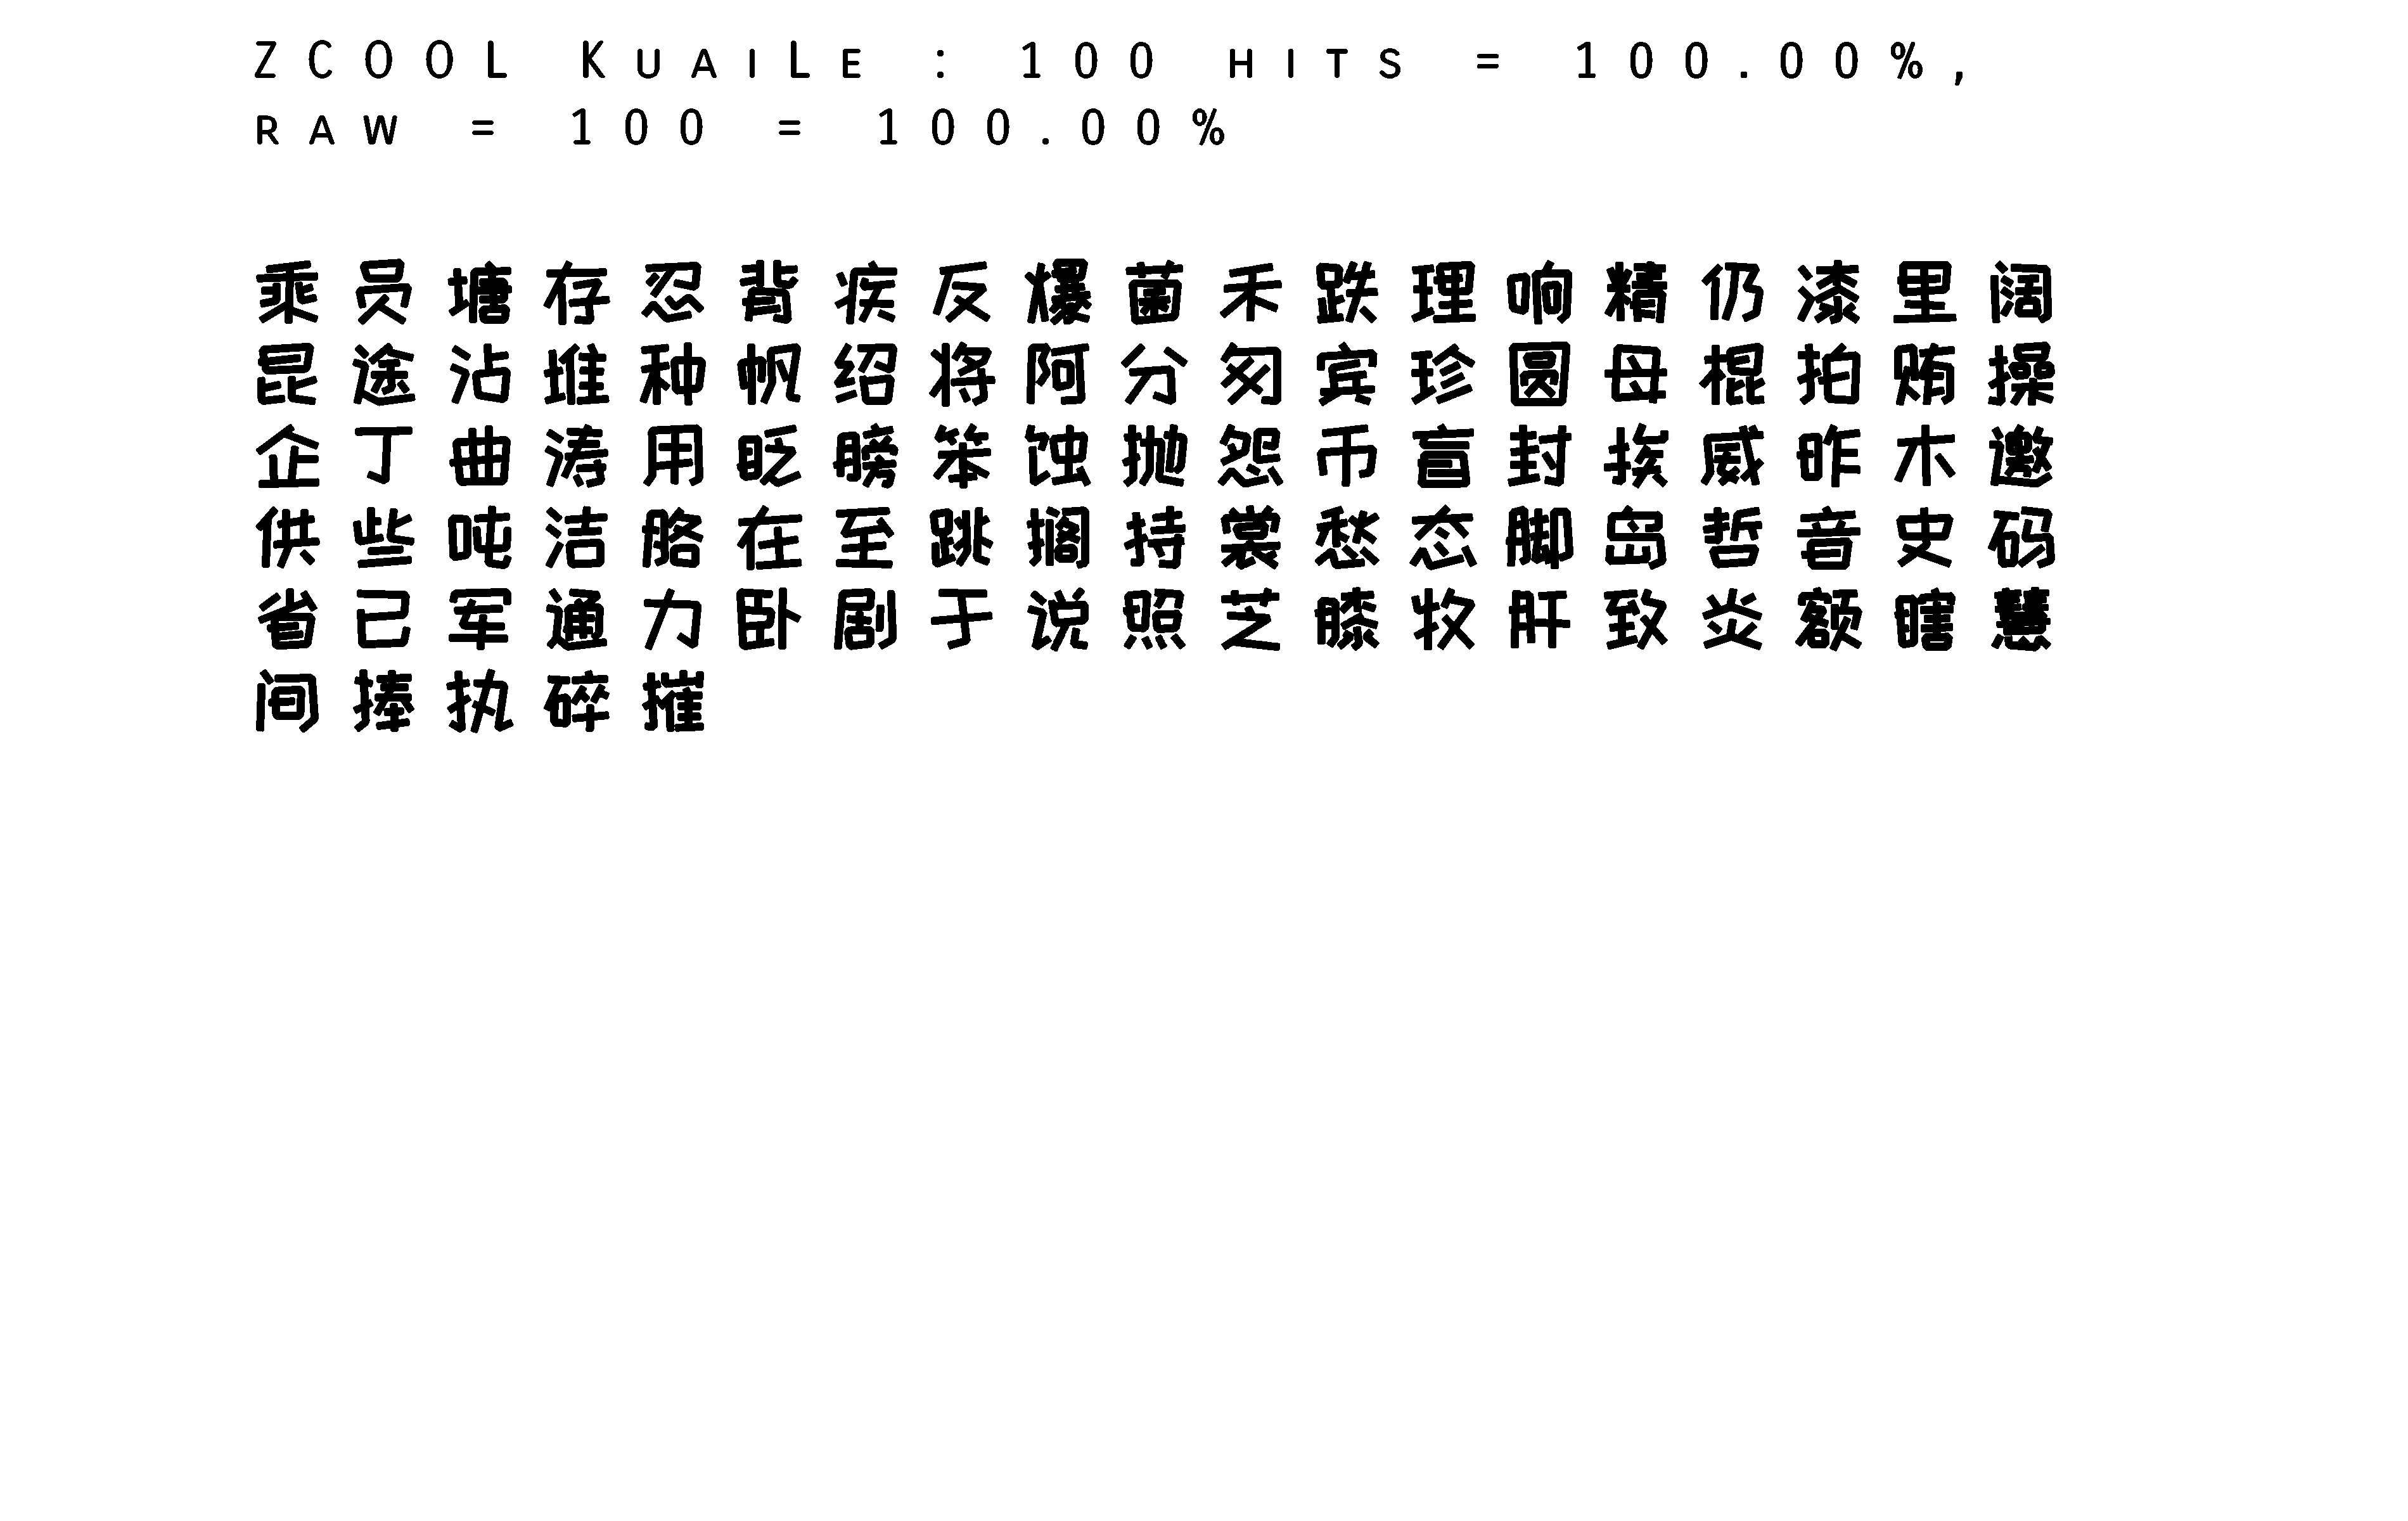 ZCOOL KuaiLe : 100 hits = 100.00%,
raw = 100 = 100.00%
乘员塘存忍背疾反爆菌禾跌理响精仍漆里阔
昆途沾堆种帆绍将阿分匆宾珍圆母棍拍贿操
企丁曲涛用眨膀笨蚀抛怨币盲封挨威昨木邀
供些吨洁胳在至跳搁持裳愁态脚岛哲音史码
省己军通力卧剧于说照芝膝牧肝致炎额瞎慧
间捧执碎摧